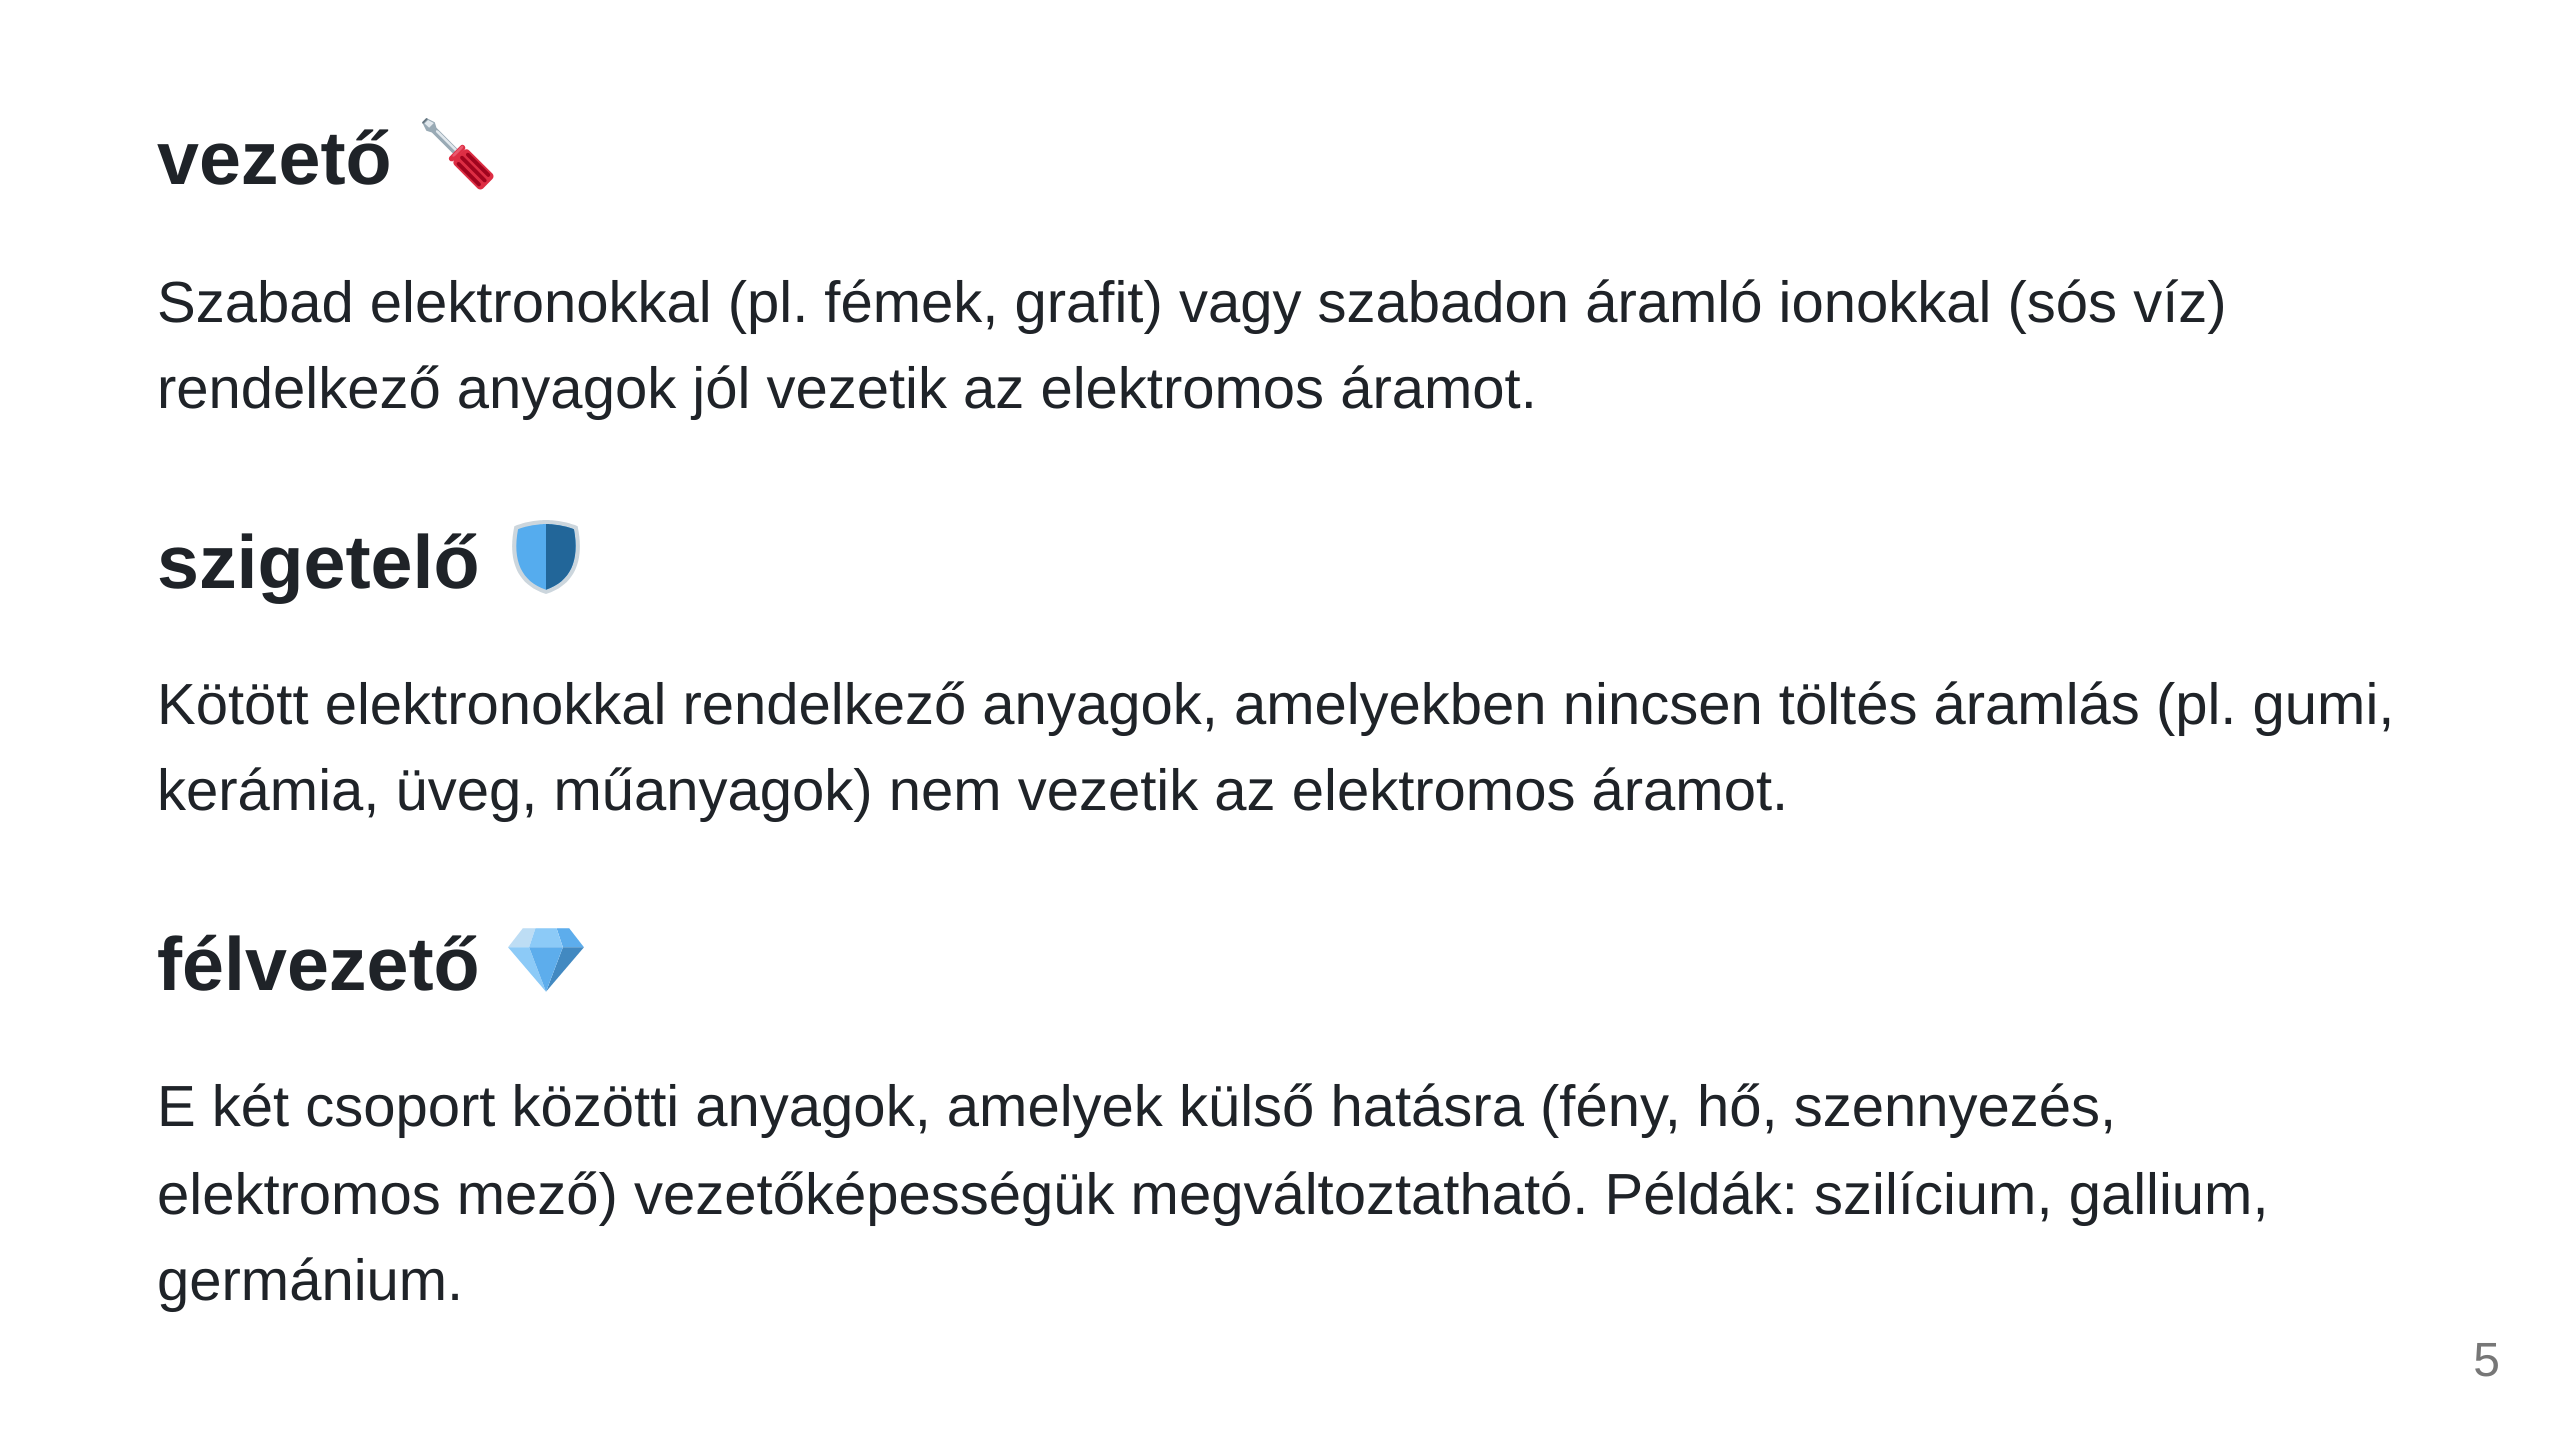 vezető
Szabad elektronokkal (pl. fémek, grafit) vagy szabadon áramló ionokkal (sós víz)
rendelkező anyagok jól vezetik az elektromos áramot.
szigetelő
Kötött elektronokkal rendelkező anyagok, amelyekben nincsen töltés áramlás (pl. gumi,
kerámia, üveg, műanyagok) nem vezetik az elektromos áramot.
félvezető
E két csoport közötti anyagok, amelyek külső hatásra (fény, hő, szennyezés,
elektromos mező) vezetőképességük megváltoztatható. Példák: szilícium, gallium,
germánium.
5